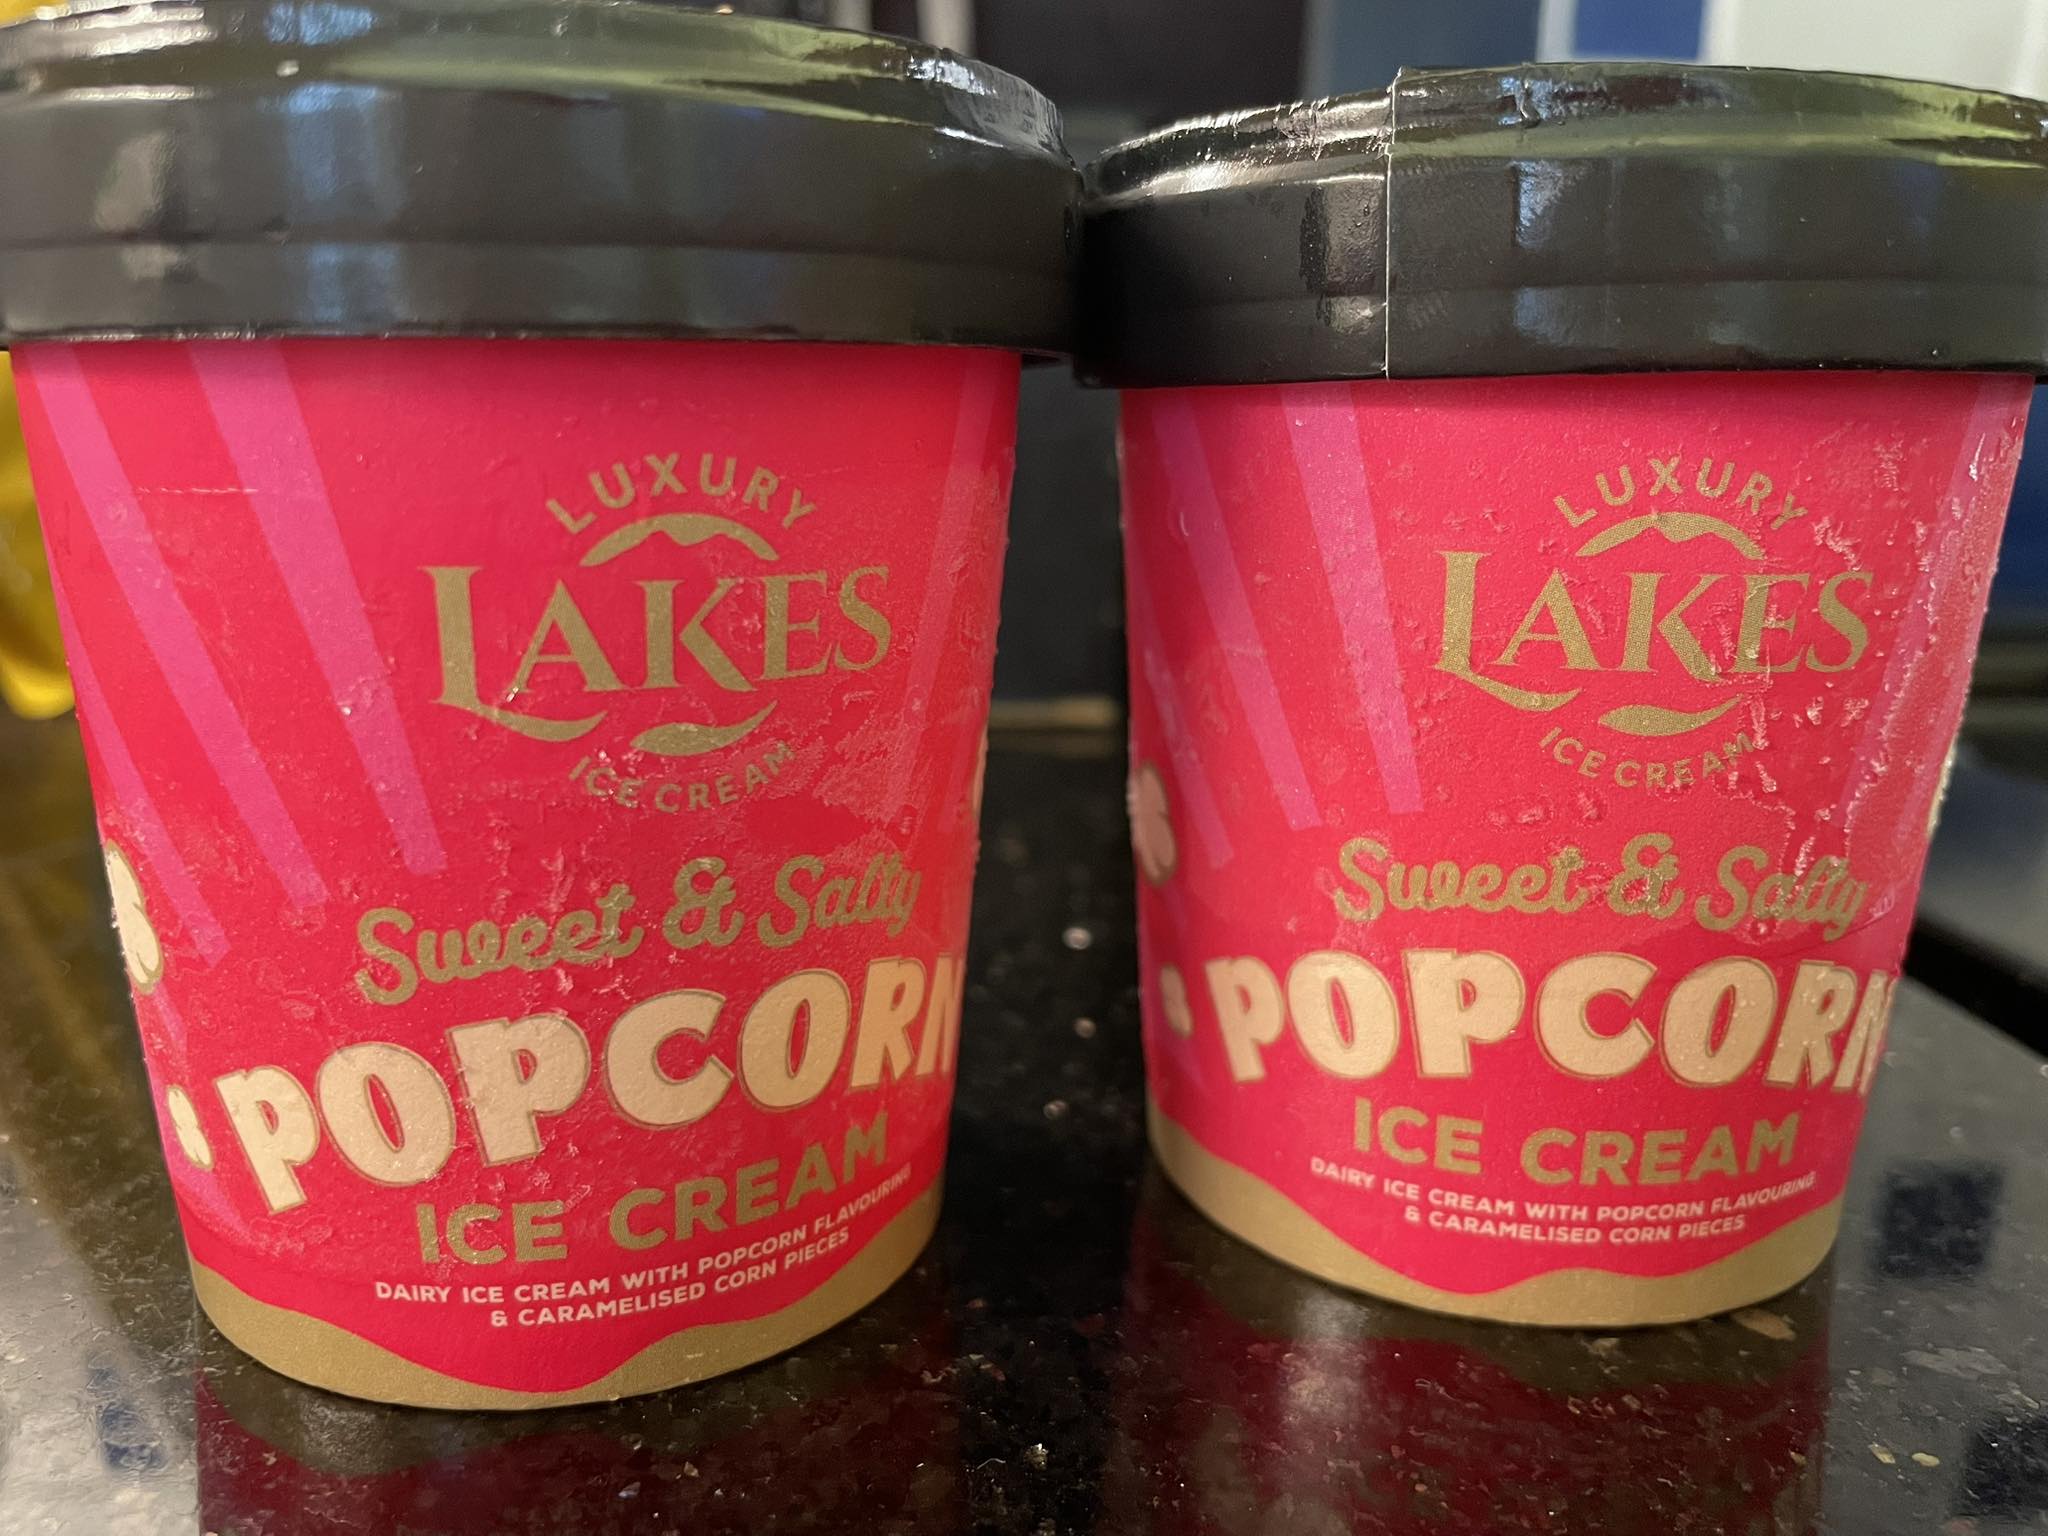 LUXURY
LAKES
ICE CREAM
Sweet & Salty
POPCORN
ICE CREAM
DAIRY ICE CREAM WITH POPCORN FLAVOURING
& CARAMELISED CORN PIECES
LUXURY
LAKES
ICE CREAM
Sweet & Salty
POPCORN
ICE CREAM
DAIRY ICE CREAM WITH POPCORN FLAVOURING
& CARAMELISED CORN PIECES